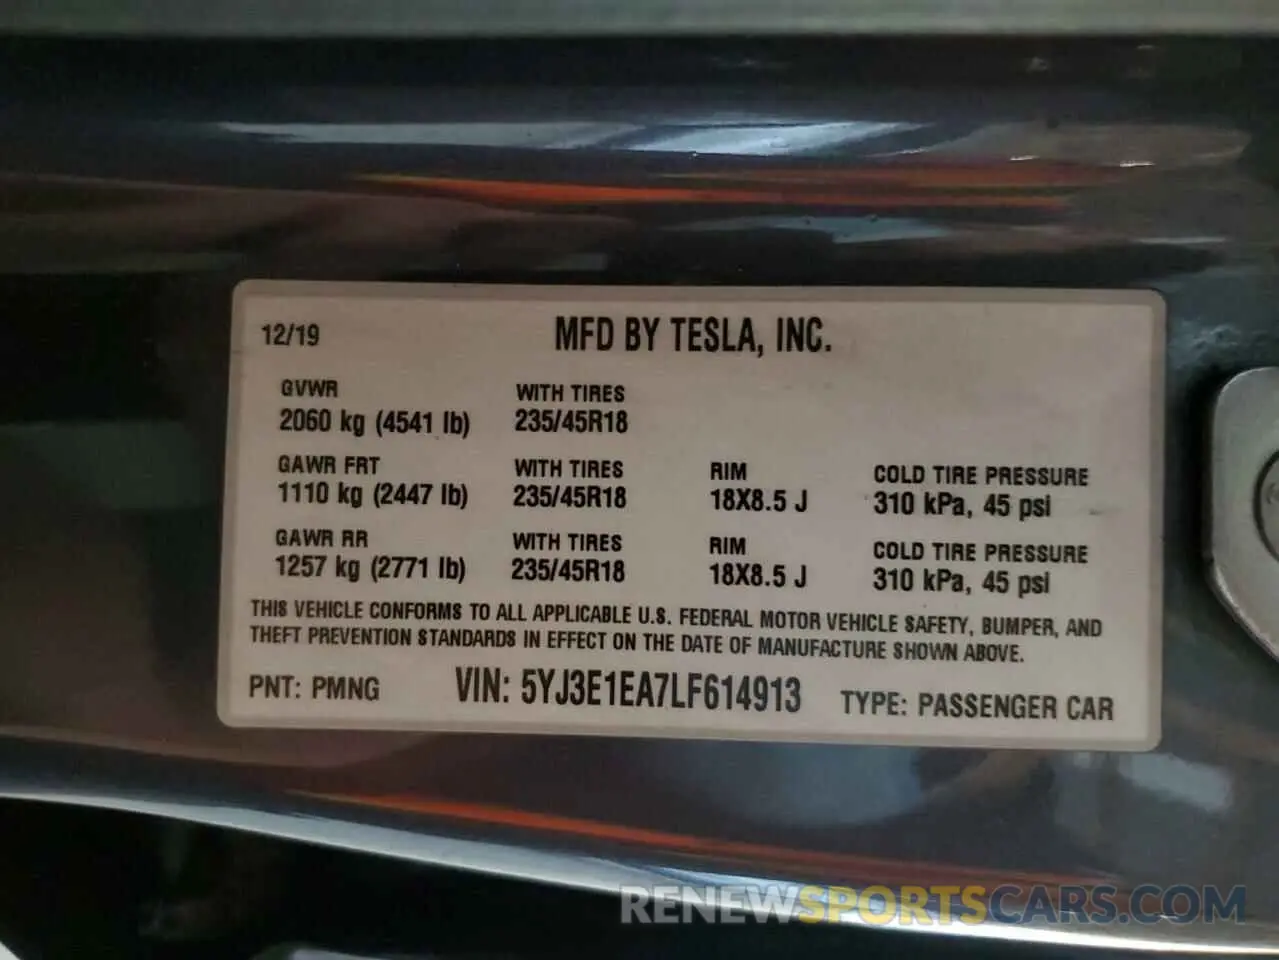 12/19 MFD BY TESLA, INC.
GVWR WITH TIRES
2060 kg (4541 lb) 235/45R18
GAWR FRT WITH TIRES RIM COLD TIRE PRESSURE
1110 kg (2447 lb) 235/45R18 18X8.5 J 310 kPa, 45 psi
GAWR RR WITH TIRES RIM COLD TIRE PRESSURE
1257 kg (2771 lb) 235/45R18 18X8.5 J 310 kPa, 45 psi
THIS VEHICLE CONFORMS TO ALL APPLICABLE U.S. FEDERAL MOTOR VEHICLE SAFETY, BUMPER, AND
THEFT PREVENTION STANDARDS IN EFFECT ON THE DATE OF MANUFACTURE SHOWN ABOVE.
PNT: PMNG VIN: 5YJ3E1EA7LF614913 TYPE: PASSENGER CAR
RENEWSPORTSCARS.COM